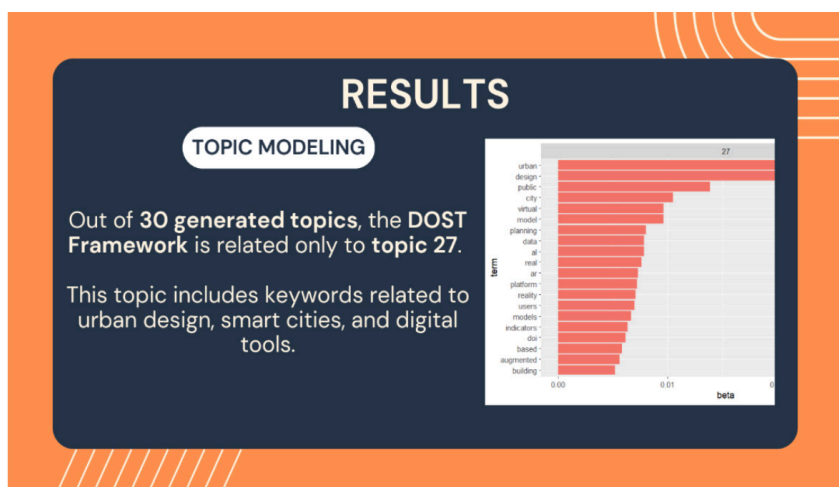 RESULTS
TOPIC MODELING
Out of 30 generated topics, the DOST
Framework is related only to topic 27.
This topic includes keywords related to
urban design, smart cities, and digital
tools.
27
urban
design
public
city
virtual
model
planning
data
al
real
ar
platform
reality
users
models
indicators
doi
based
augmented
building
term
0.00
0.01
0
beta